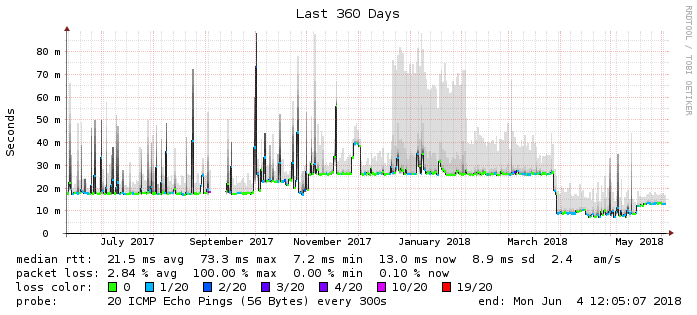 Last 360 Days
RRDTOOL / TOBI OETIKER
Seconds
80 m
70 m
60 m
50 m
40 m
30 m
20 m
10 m
0
July 2017 September 2017 November 2017 January 2018 March 2018 May 2018
median rtt: 21.5 ms avg 73.3 ms max 7.2 ms min 13.0 ms now 8.9 ms sd 2.4 am/s
packet loss: 2.84 % avg 100.00 % max 0.00 % min 0.10 % now
loss color: 0 1/20 2/20 3/20 4/20 10/20 19/20
probe: 20 ICMP Echo Pings (56 Bytes) every 300s end: Mon Jun 4 12:05:07 2018